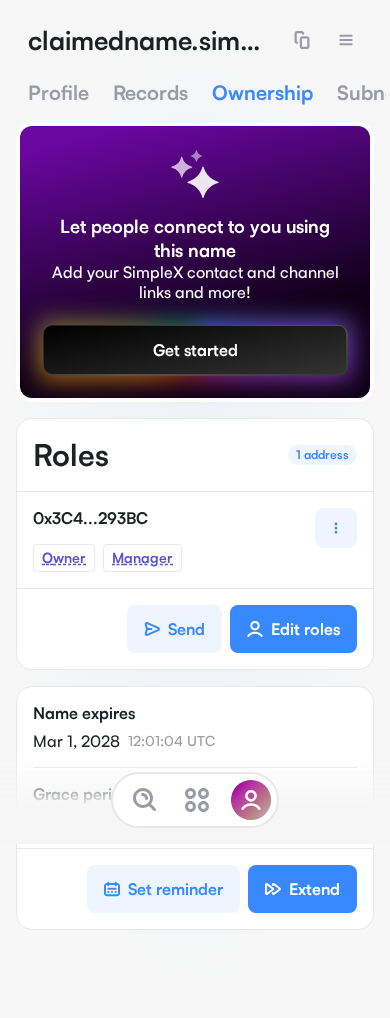 claimedname.sim...
Profile Records Ownership Subn
Let people connect to you using
this name
Add your SimpleX contact and channel
links and more!
Get started
Roles
1 address
0x3C4...293BC
Owner Manager
Send Edit roles
Name expires
Mar 1, 2028 12:01:04 UTC
Grace peri
Set reminder Extend